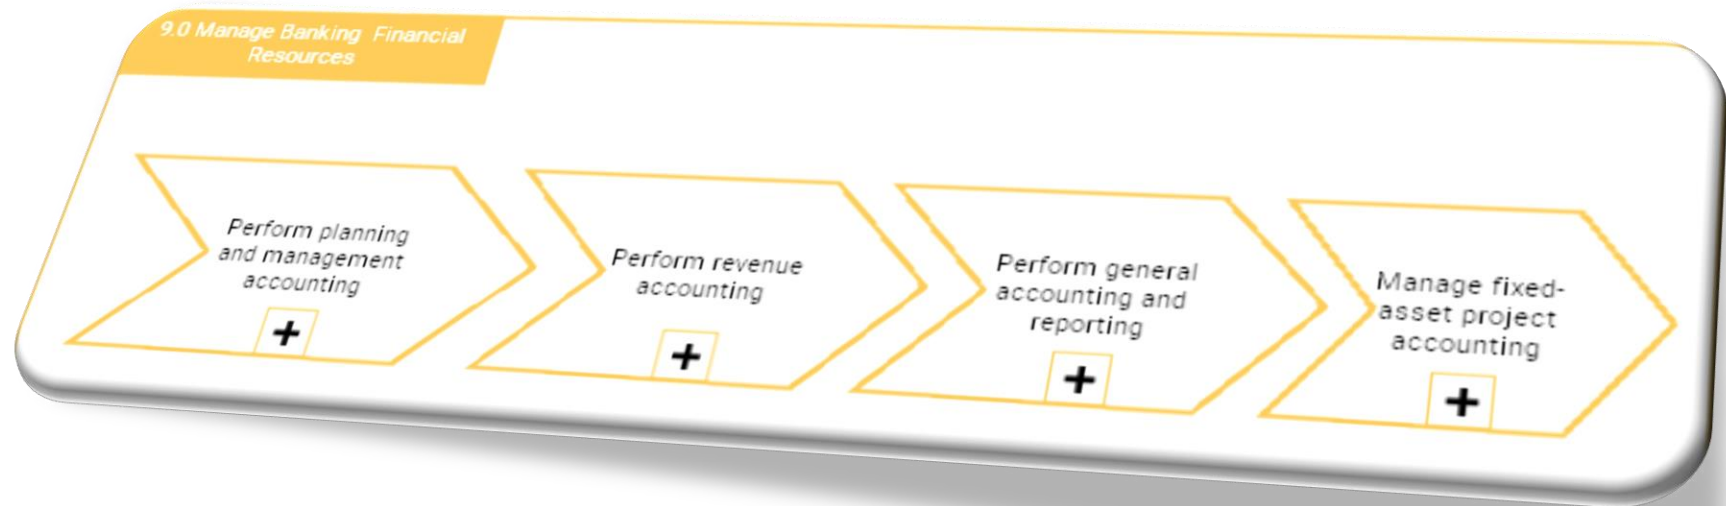 9.0 Manage Banking Financial
Resources
Perform planning
and management
accounting
+
Perform revenue
accounting
+
Perform general
accounting and
reporting
+
Manage fixed-
asset project
accounting
+